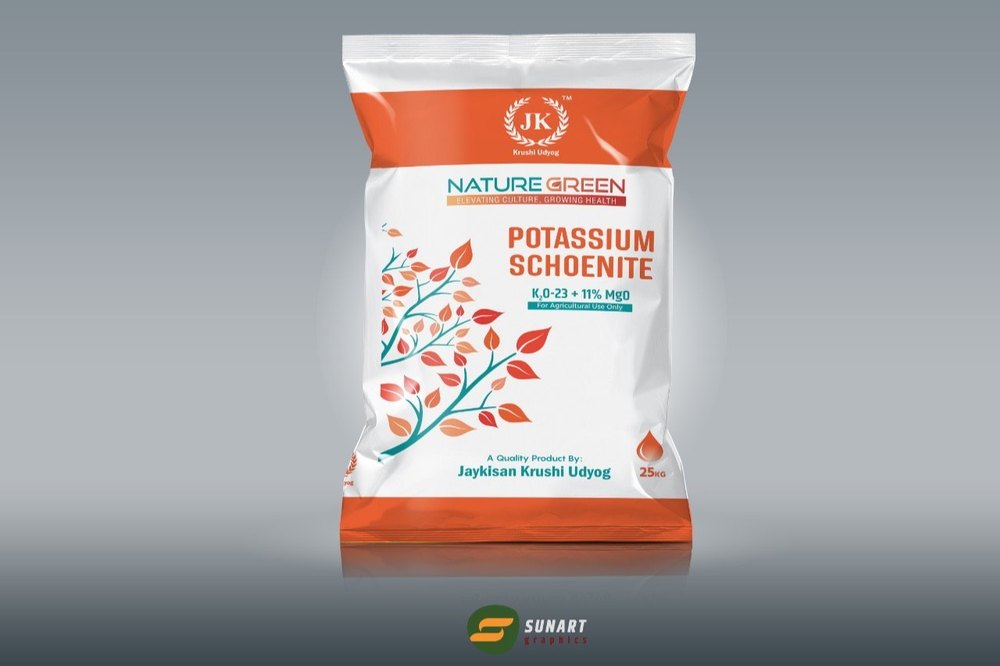 JK
TM
Krushi Udyog
NATURE GREEN
ELEVATING CULTURE, GROWING HEALTH
POTASSIUM
SCHOENITE
K₂O-23 + 11% MgO
For Agricultural Use Only
A Quality Product By:
Jaykisan Krushi Udyog
25KG
SUNART
graphics